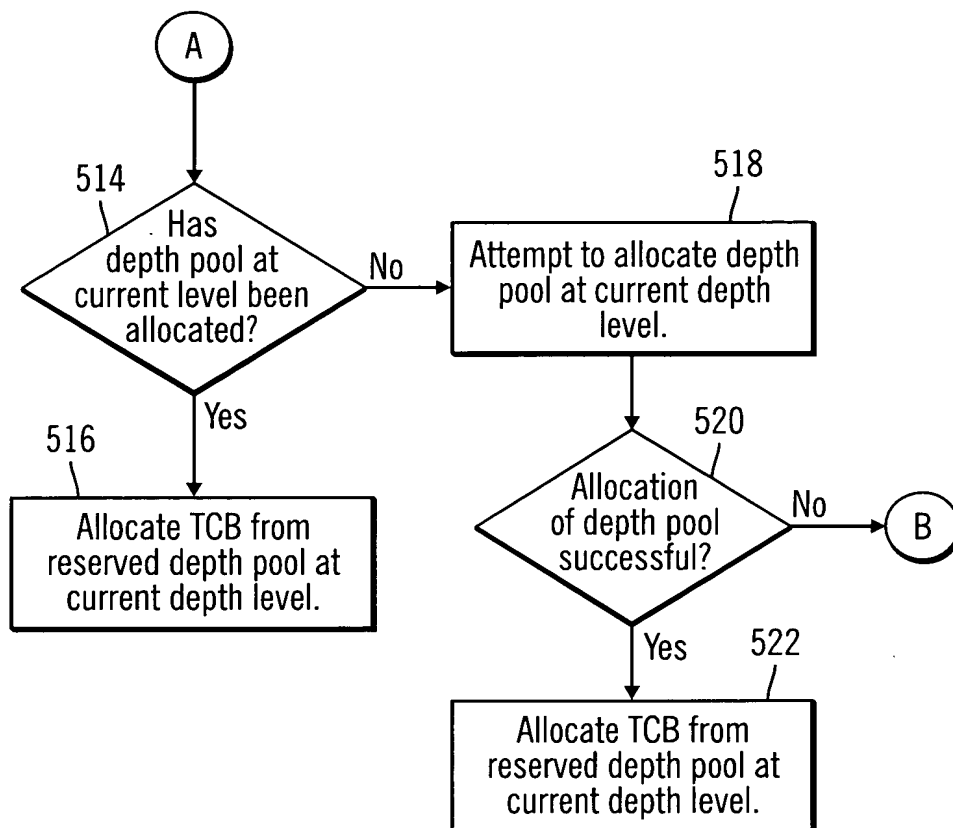 A
514
Has
depth pool at
current level been
allocated?
No
518
Attempt to allocate depth
pool at current depth
level.
Yes
516
Allocate TCB from
reserved depth pool at
current depth level.
520
Allocation
of depth pool
successful?
No
B
Yes
522
Allocate TCB from
reserved depth pool at
current depth level.